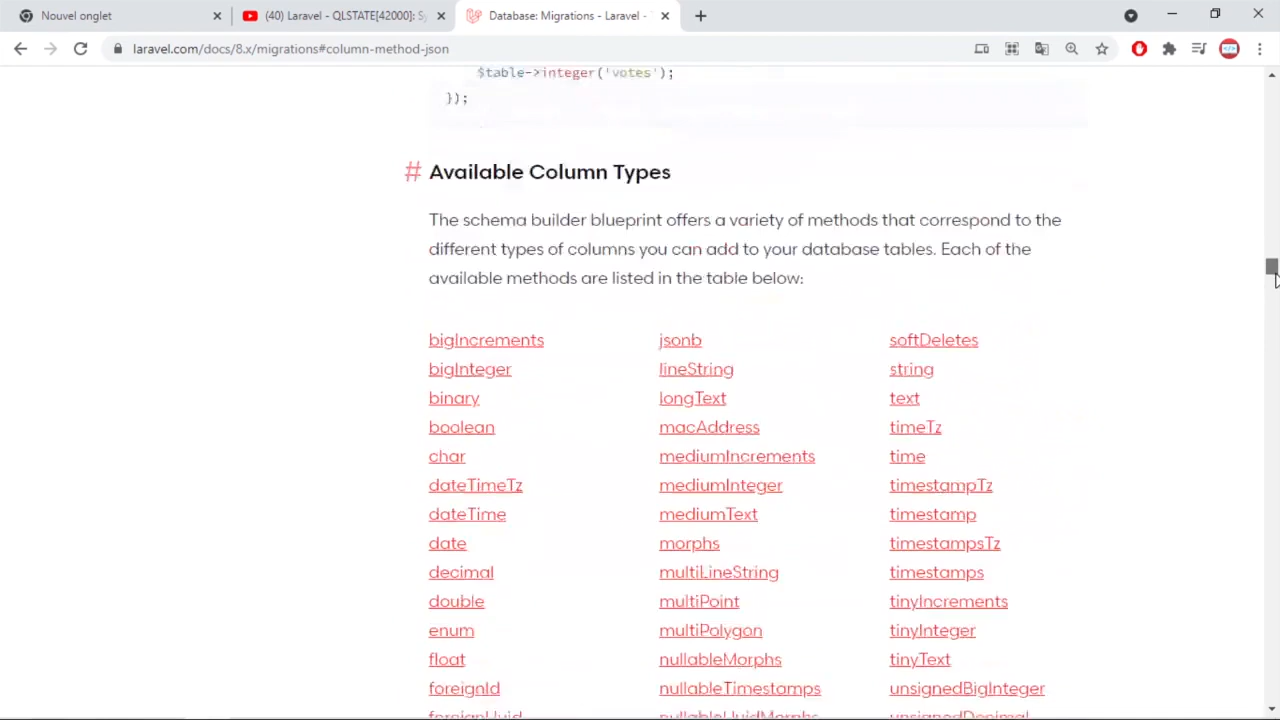 Nouvel onglet
(40) Laravel - QLSTATE[42000]: Sy
Database: Migrations - Laravel -
laravel.com/docs/8.x/migrations#column-method-json
$table->integer('votes');
});
# Available Column Types
The schema builder blueprint offers a variety of methods that correspond to the
different types of columns you can add to your database tables. Each of the
available methods are listed in the table below:
bigIncrements
bigInteger
binary
boolean
char
dateTimeTz
dateTime
date
decimal
double
enum
float
foreignId
foreignUuid
jsonb
lineString
longText
macAddress
mediumIncrements
mediumInteger
mediumText
morphs
multiLineString
multiPoint
multiPolygon
nullableMorphs
nullableTimestamps
nullableUuidMorphs
softDeletes
string
text
timeTz
time
timestampTz
timestamp
timestampsTz
timestamps
tinyIncrements
tinyInteger
tinyText
unsignedBigInteger
unsignedDecimal